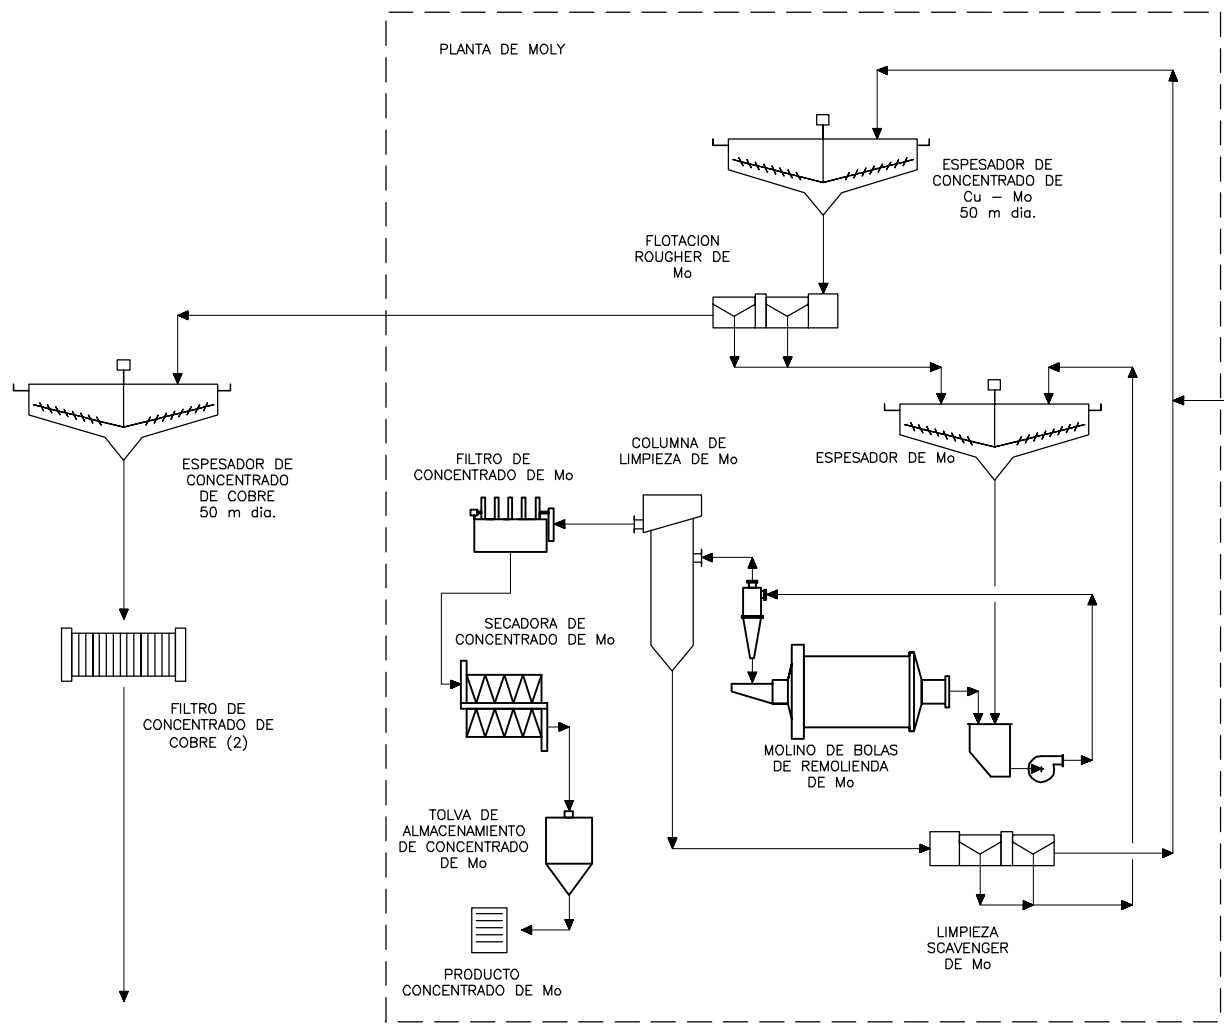 PLANTA DE MOLY
ESPESADOR DE
CONCENTRADO DE
Cu - Mo
50 m dia.
FLOTACION
ROUGHER DE
Mo
ESPESADOR DE
CONCENTRADO
DE COBRE
50 m dia.
FILTRO DE
CONCENTRADO DE Mo
COLUMNA DE
LIMPIEZA DE Mo
ESPESADOR DE Mo
SECADORA DE
CONCENTRADO DE Mo
FILTRO DE
CONCENTRADO DE
COBRE (2)
MOLINO DE BOLAS
DE REMOLIENDA
DE Mo
TOLVA DE
ALMACENAMIENTO
DE CONCENTRADO
DE Mo
LIMPIEZA
SCAVENGER
DE Mo
PRODUCTO
CONCENTRADO DE Mo